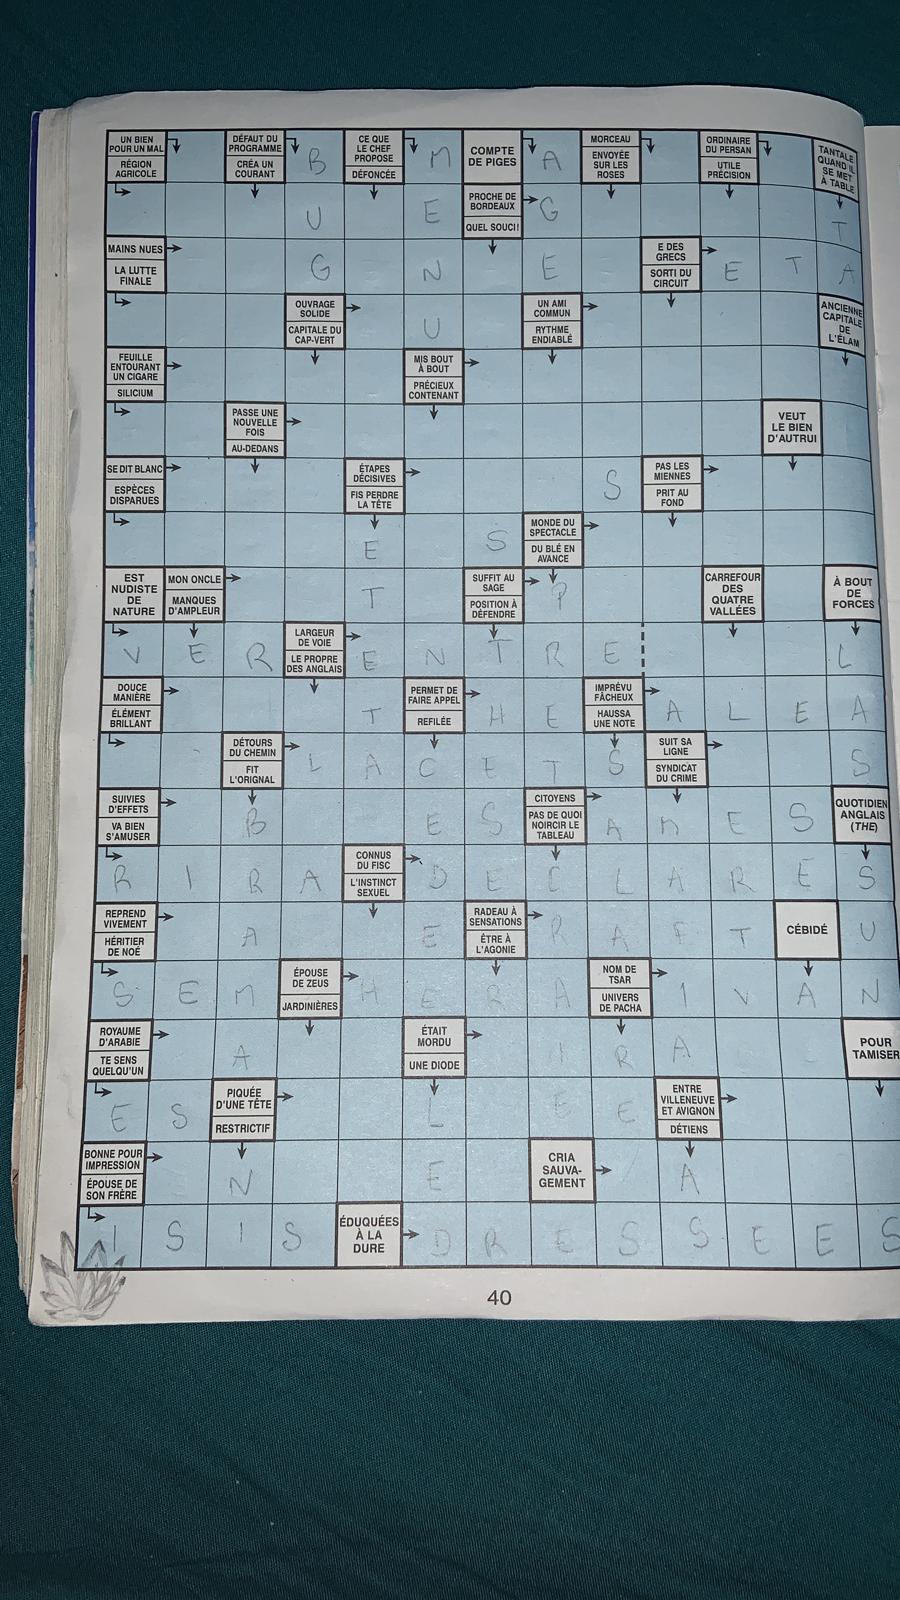 UN BIEN POUR UN MAL
RÉGION AGRICOLE
DÉFAUT DU PROGRAMME
CRÉA UN COURANT
B
CE QUE LE CHEF PROPOSE
DÉFONCÉE
M
COMPTE DE PIGES
A
MORCEAU
ENVOYÉE SUR LES ROSES
ORDINAIRE DU PERSAN
UTILE PRÉCISION
TANTALE QUAND IL SE MET À TABLE
U E
PROCHE DE BORDEAUX
QUEL SOUCI!
G T
MAINS NUES
LA LUTTE FINALE
G N E
E DES GRECS
SORTI DU CIRCUIT
E T A
OUVRAGE SOLIDE
CAPITALE DU CAP-VERT
U
UN AMI COMMUN
RYTHME ENDIABLÉ
ANCIENNE CAPITALE DE L'ÉLAM
FEUILLE ENTOURANT UN CIGARE
SILICIUM
MIS BOUT À BOUT
PRÉCIEUX CONTENANT
PASSE UNE NOUVELLE FOIS
AU-DEDANS
VEUT LE BIEN D'AUTRUI
SE DIT BLANC
ESPÈCES DISPARUES
ÉTAPES DÉCISIVES
FIS PERDRE LA TÊTE
S
PAS LES MIENNES
PRIT AU FOND
E S
MONDE DU SPECTACLE
DU BLÉ EN AVANCE
EST NUDISTE DE NATURE
MON ONCLE
MANQUES D'AMPLEUR
T
SUFFIT AU SAGE
POSITION À DÉFENDRE
P
CARREFOUR DES QUATRE VALLÉES
À BOUT DE FORCES
V E R
LARGEUR DE VOIE
LE PROPRE DES ANGLAIS
E N T R E L
DOUCE MANIÈRE
ÉLÉMENT BRILLANT
T
PERMET DE FAIRE APPEL
REFILÉE
H E
IMPRÉVU FÂCHEUX
HAUSSA UNE NOTE
A L E A
DÉTOURS DU CHEMIN
FIT L'ORIGNAL
L A C E T S
SUIT SA LIGNE
SYNDICAT DU CRIME
S
SUIVIES D'EFFETS
VA BIEN S'AMUSER
B E S
CITOYENS
PAS DE QUOI NOIRCIR LE TABLEAU
A M E S
QUOTIDIEN ANGLAIS (THE)
R I R A
CONNUS DU FISC
L'INSTINCT SEXUEL
D E C L A R E S
REPREND VIVEMENT
HÉRITIER DE NOÉ
A E
RADEAU À SENSATIONS
ÊTRE À L'AGONIE
R A F T
CÉBIDÉ
U
S E M
ÉPOUSE DE ZEUS
JARDINIÈRES
H E R A
NOM DE TSAR
UNIVERS DE PACHA
I V A N
ROYAUME D'ARABIE
TE SENS QUELQU'UN
A
ÉTAIT MORDU
UNE DIODE
I R A
POUR TAMISER
E S
PIQUÉE D'UNE TÊTE
RESTRICTIF
L E E
ENTRE VILLENEUVE ET AVIGNON
DÉTIENS
BONNE POUR IMPRESSION
ÉPOUSE DE SON FRÈRE
N E
CRIA SAUVA-GEMENT
A
I S I S
ÉDUQUÉES À LA DURE
D R E S S E E S
40